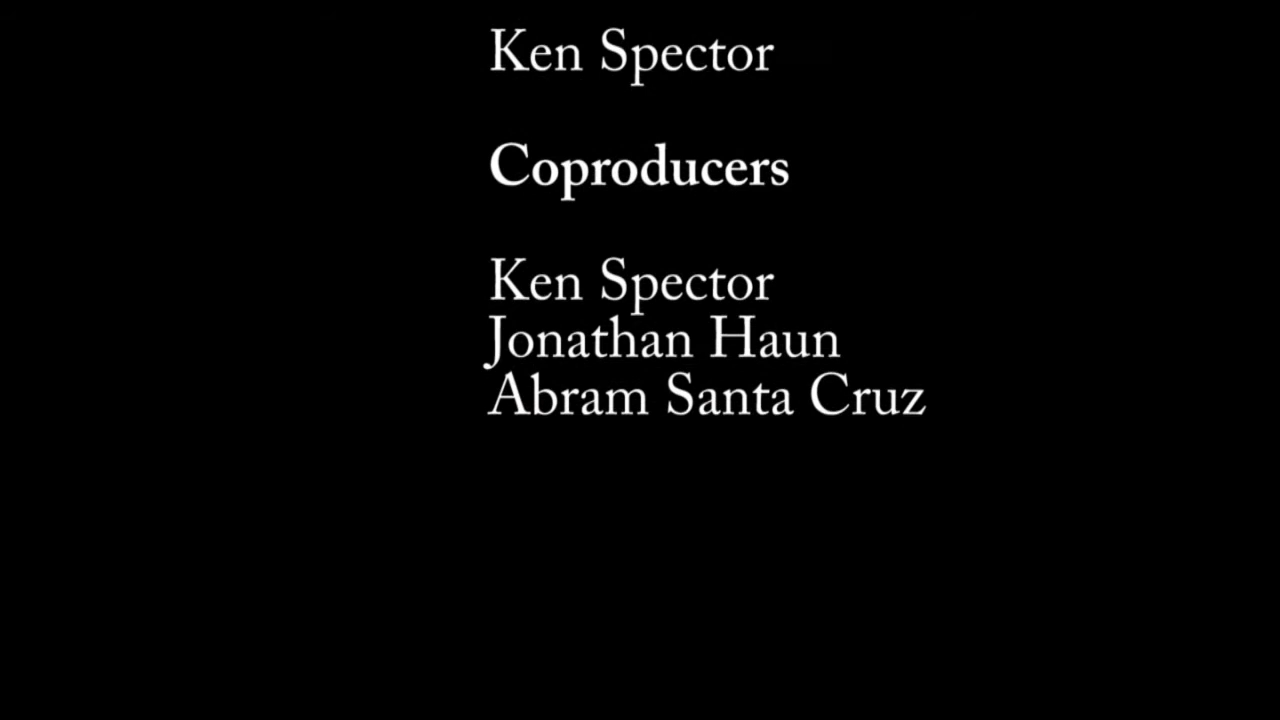 Ken Spector
Coproducers
Ken Spector
Jonathan Haun
Abram Santa Cruz